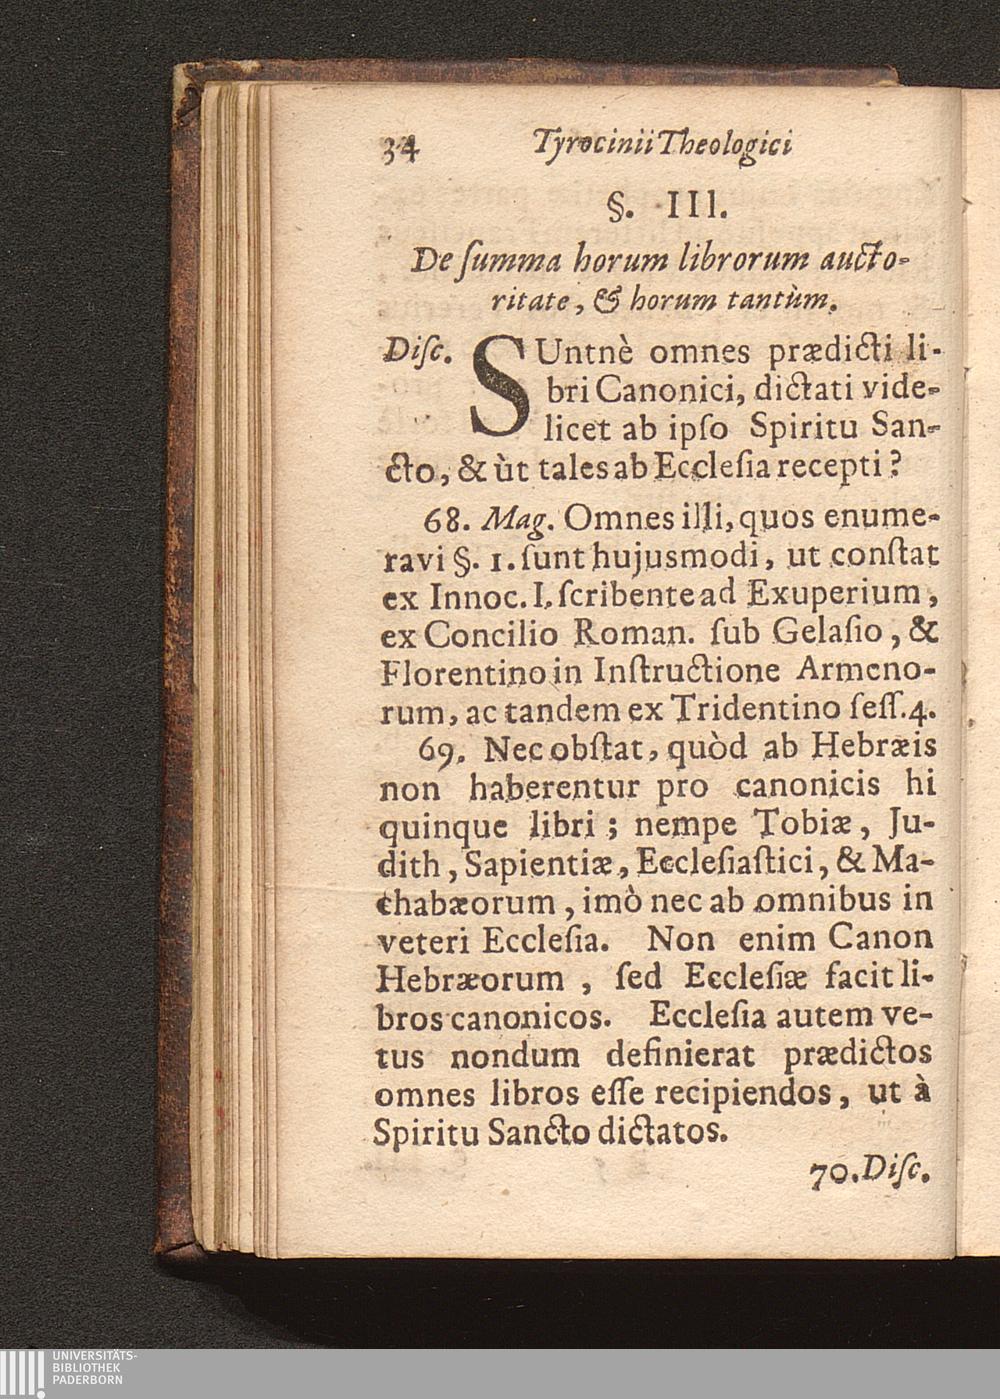 34 Tyrocinii Theologici
§. III.
De ſumma horum librorum aucto-
ritate, & horum tantùm.
Diſc. SUntnè omnes prædicti li-
bri Canonici, dictati vide-
licet ab ipſo Spiritu San-
cto, & ùt tales ab Eccleſia recepti?
68. Mag. Omnes illi, quos enume-
ravi §. 1. ſunt hujusmodi, ut conſtat
ex Innoc. I. ſcribente ad Exuperium,
ex Concilio Roman. ſub Gelaſio, &
Florentino in Inſtructione Armeno-
rum, ac tandem ex Tridentino ſeſſ. 4.
69. Nec obſtat, quòd ab Hebræis
non haberentur pro canonicis hi
quinque libri; nempe Tobiæ, Ju-
dith, Sapientiæ, Eccleſiaſtici, & Ma-
chabæorum, imò nec ab omnibus in
veteri Eccleſia. Non enim Canon
Hebræorum, ſed Eccleſiæ facit li-
bros canonicos. Eccleſia autem ve-
tus nondum definierat prædictos
omnes libros eſſe recipiendos, ut à
Spiritu Sancto dictatos.
70. Diſc.
UNIVERSITÄTS-
BIBLIOTHEK
PADERBORN